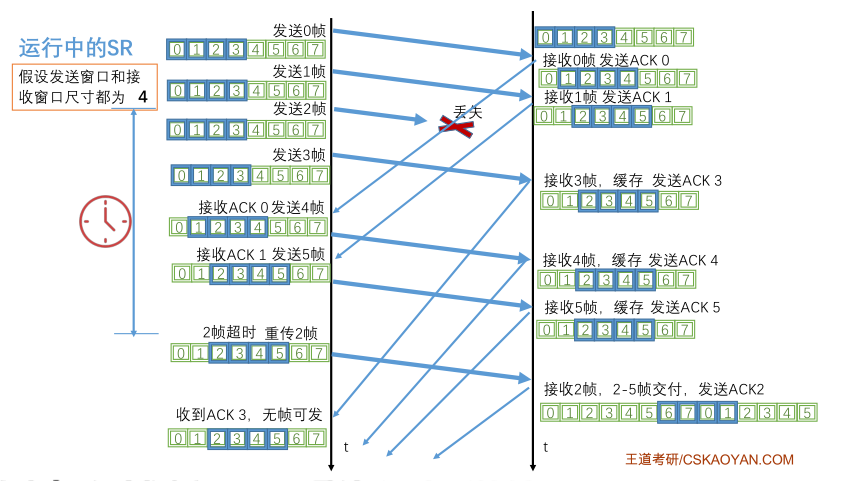 运行中的SR
假设发送窗口和接
收窗口尺寸都为 4
发送0帧
0 1 2 3 4 5 6 7
发送1帧
0 1 2 3 4 5 6 7
发送2帧
0 1 2 3 4 5 6 7
丢失
发送3帧
0 1 2 3 4 5 6 7
接收ACK 0 发送4帧
0 1 2 3 4 5 6 7
接收ACK 1 发送5帧
0 1 2 3 4 5 6 7
2帧超时 重传2帧
0 1 2 3 4 5 6 7
收到ACK 3，无帧可发
0 1 2 3 4 5 6 7
t
0 1 2 3 4 5 6 7
接收0帧 发送ACK 0
0 1 2 3 4 5 6 7
接收1帧 发送ACK 1
0 1 2 3 4 5 6 7
接收3帧，缓存 发送ACK 3
0 1 2 3 4 5 6 7
接收4帧，缓存 发送ACK 4
0 1 2 3 4 5 6 7
接收5帧，缓存 发送ACK 5
0 1 2 3 4 5 6 7
接收2帧，2-5帧交付，发送ACK2
0 1 2 3 4 5 6 7 0 1 2 3 4 5
t
王道考研/CSKAOYAN.COM